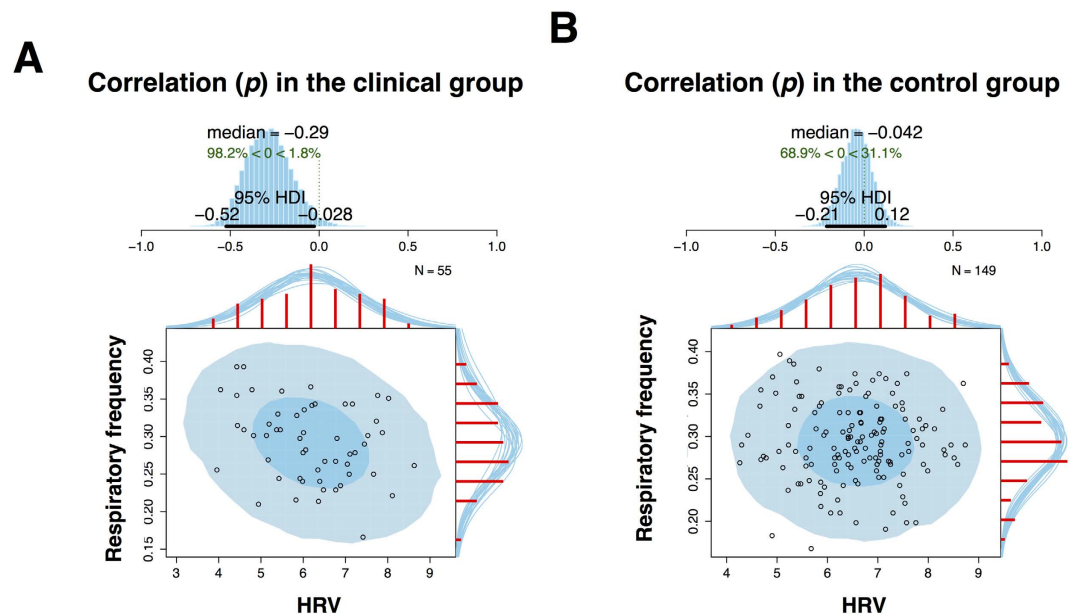 A
Correlation (p) in the clinical group
median = −0.29
98.2% < 0 < 1.8%
95% HDI
−0.52 −0.028
−1.0 −0.5 0.0 0.5 1.0
N = 55
Respiratory frequency
0.40
0.35
0.30
0.25
0.20
0.15
3 4 5 6 7 8 9
HRV
B
Correlation (p) in the control group
median = −0.042
68.9% < 0 < 31.1%
95% HDI
−0.21 0.12
−1.0 −0.5 0.0 0.5 1.0
N = 149
Respiratory frequency
0.40
0.35
0.30
0.25
0.20
4 5 6 7 8 9
HRV